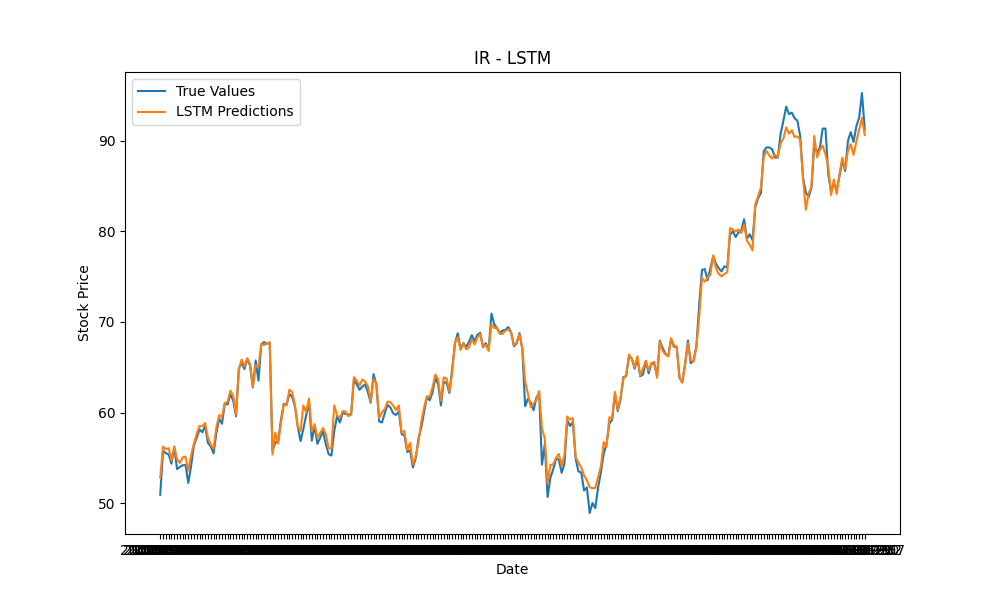 IR - LSTM
True Values
LSTM Predictions
90
80
70
60
50
Stock Price
Date